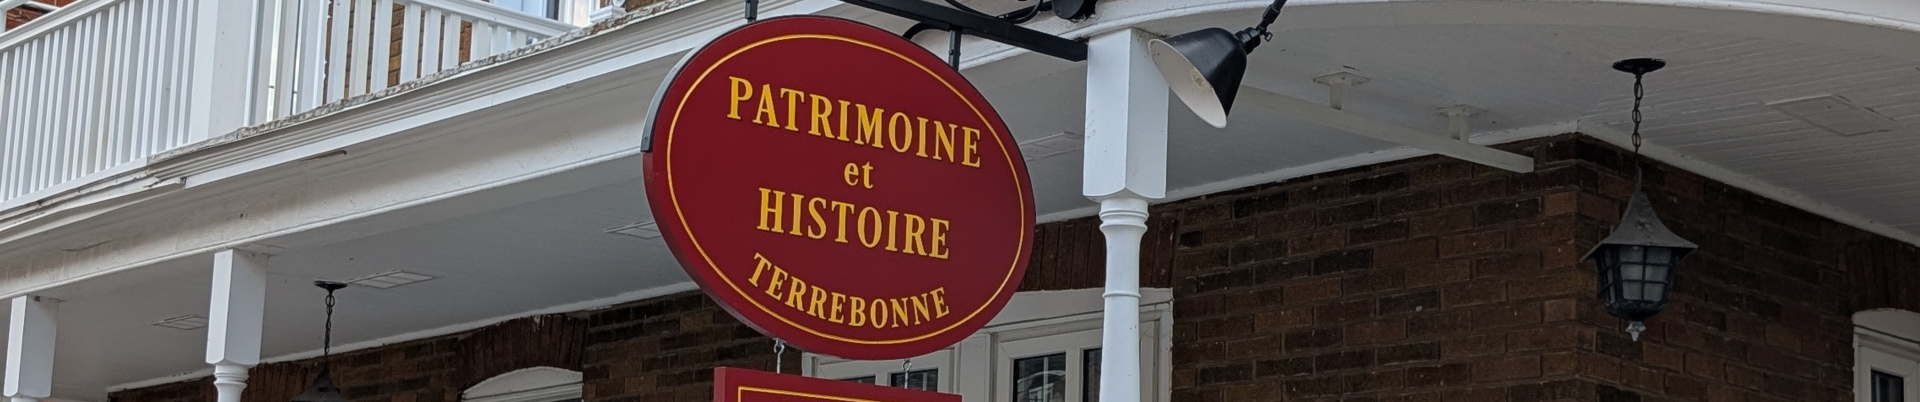 PATRIMOINE
et
HISTOIRE
TERREBONNE